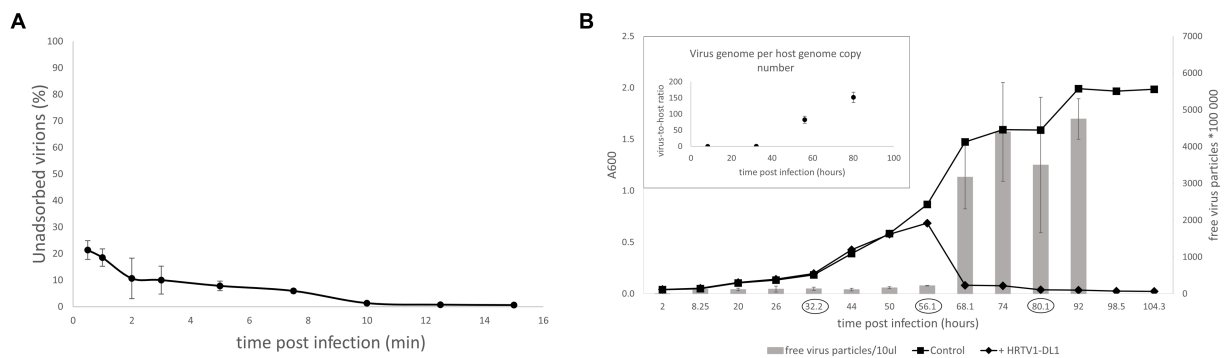 A
Unadsorbed virions (%)
100
90
80
70
60
50
40
30
20
10
0
0 2 4 6 8 10 12 14 16
time post infection (min)
B
A600
2.5
2.0
1.5
1.0
0.5
0.0
Virus genome per host genome copy
number
virus-to-host ratio
200
150
100
50
0
0 20 40 60 80 100
time post infection (hours)
7000
6000
5000
4000
3000
2000
1000
0
free virus particles *100 000
2 8.25 20 26 32.2 44 50 56.1 68.1 74 80.1 92 98.5 104.3
time post infection (hours)
free virus particles/10ul Control + HRTV1-DL1